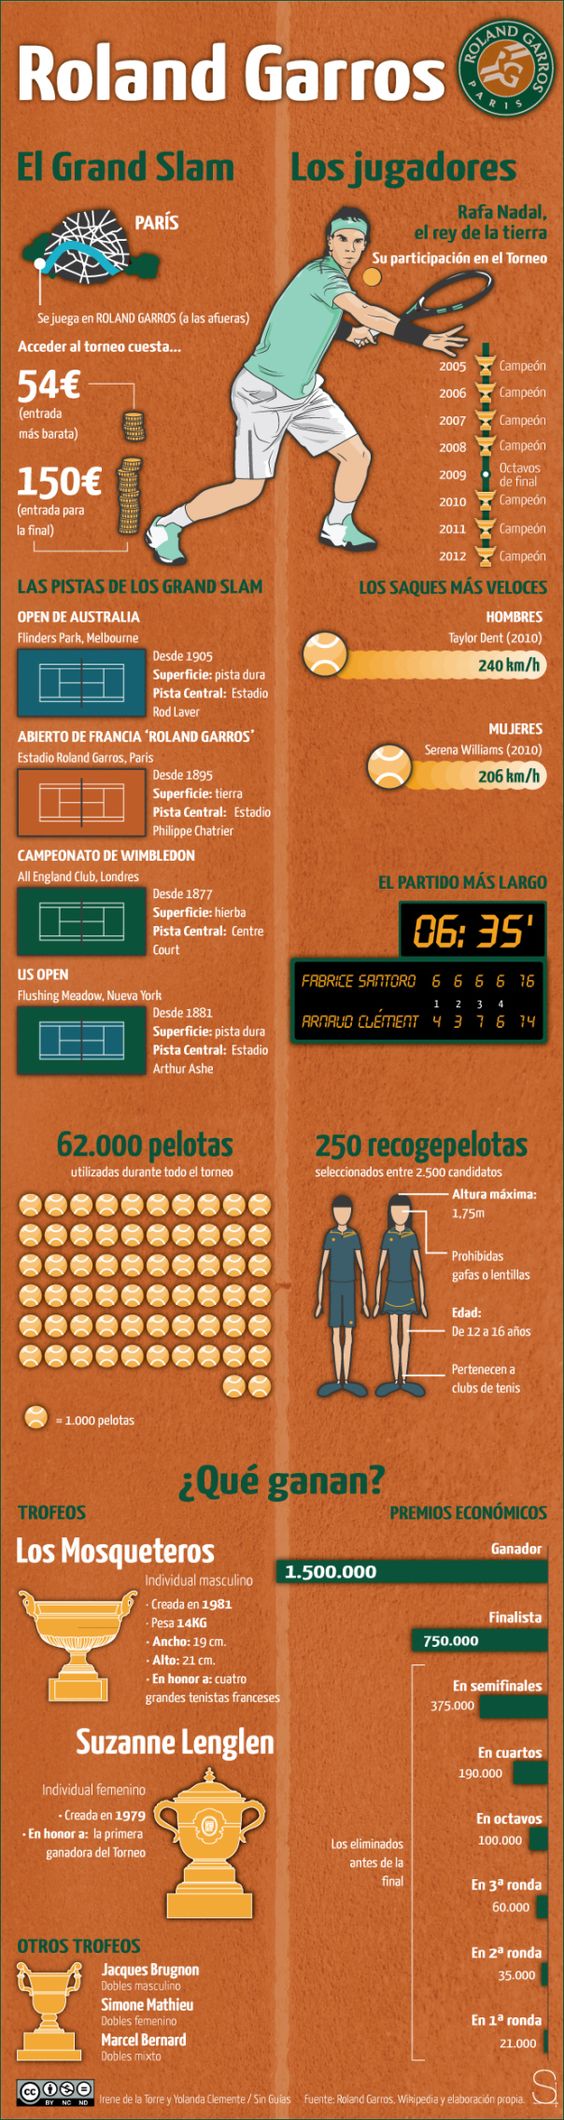 Roland Garros
ROLAND GARROS
PARIS
El Grand Slam
PARÍS
Se juega en ROLAND GARROS (a las afueras)
Acceder al torneo cuesta...
54€
(entrada
más barata)
150€
(entrada para
la final)
Los jugadores
Rafa Nadal,
el rey de la tierra
Su participación en el Torneo
2005 Campeón
2006 Campeón
2007 Campeón
2008 Campeón
2009 Octavos
de final
2010 Campeón
2011 Campeón
2012 Campeón
LAS PISTAS DE LOS GRAND SLAM
OPEN DE AUSTRALIA
Flinders Park, Melbourne
Desde 1905
Superficie: pista dura
Pista Central: Estadio
Rod Laver
ABIERTO DE FRANCIA ‘ROLAND GARROS’
Estadio Roland Garros, Paris
Desde 1895
Superficie: tierra
Pista Central: Estadio
Philippe Chatrier
CAMPEONATO DE WIMBLEDON
All England Club, Londres
Desde 1877
Superficie: hierba
Pista Central: Centre
Court
US OPEN
Flushing Meadow, Nueva York
Desde 1881
Superficie: pista dura
Pista Central: Estadio
Arthur Ashe
LOS SAQUES MÁS VELOCES
HOMBRES
Taylor Dent (2010)
240 km/h
MUJERES
Serena Williams (2010)
206 km/h
EL PARTIDO MÁS LARGO
06:35'
FABRICE SANTORO 6 6 6 6 16
1 2 3 4
ARNAUD CLÉMENT 4 3 7 6 14
62.000 pelotas
utilizadas durante todo el torneo
= 1.000 pelotas
250 recogepelotas
seleccionados entre 2.500 candidatos
Altura máxima:
1,75m
Prohibidas
gafas o lentillas
Edad:
De 12 a 16 años
Pertenecen a
clubs de tenis
¿Qué ganan?
TROFEOS
Los Mosqueteros
Individual masculino
· Creada en 1981
· Pesa 14KG
· Ancho: 19 cm.
· Alto: 21 cm.
· En honor a: cuatro
grandes tenistas franceses
Suzanne Lenglen
Individual femenino
· Creada en 1979
· En honor a: la primera
ganadora del Torneo
OTROS TROFEOS
Jacques Brugnon
Dobles masculino
Simone Mathieu
Dobles femenino
Marcel Bernard
Dobles mixto
PREMIOS ECONÓMICOS
Ganador
1.500.000
Finalista
750.000
En semifinales
375.000
En cuartos
190.000
En octavos
100.000
Los eliminados
antes de la
final
En 3ª ronda
60.000
En 2ª ronda
35.000
En 1ª ronda
21.000
cc BY NC ND
Irene de la Torre y Yolanda Clemente / Sin Guías Fuente: Roland Garros, Wikipedia y elaboración propia.